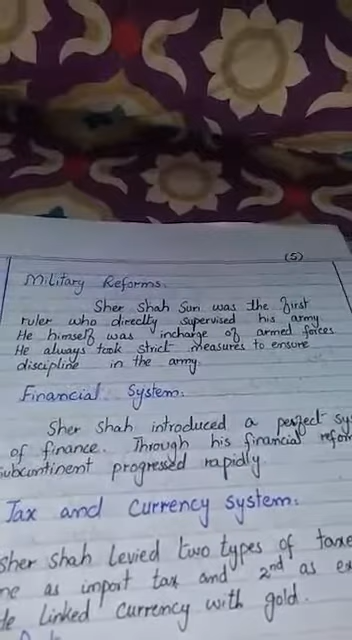 (5)
Military Reforms:
Sher Shah Suri was the first
ruler who directly supervised his army
He himself was incharge of armed forces
He always took strict measures to ensure
discipline in the army.
Financial System:
Sher Shah introduced a perfect sy
of finance. Through his financial refor
subcontinent progressed rapidly.
Tax and Currency System:
Sher Shah Levied two types of taxe
ne as import tax and 2nd as ex
He Linked Currency with gold.